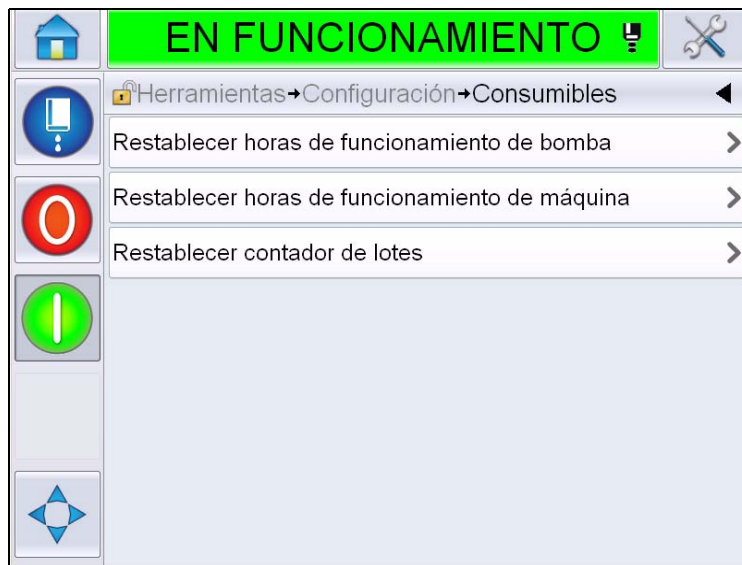 EN FUNCIONAMIENTO
Herramientas→Configuración→Consumibles
Restablecer horas de funcionamiento de bomba
Restablecer horas de funcionamiento de máquina
Restablecer contador de lotes